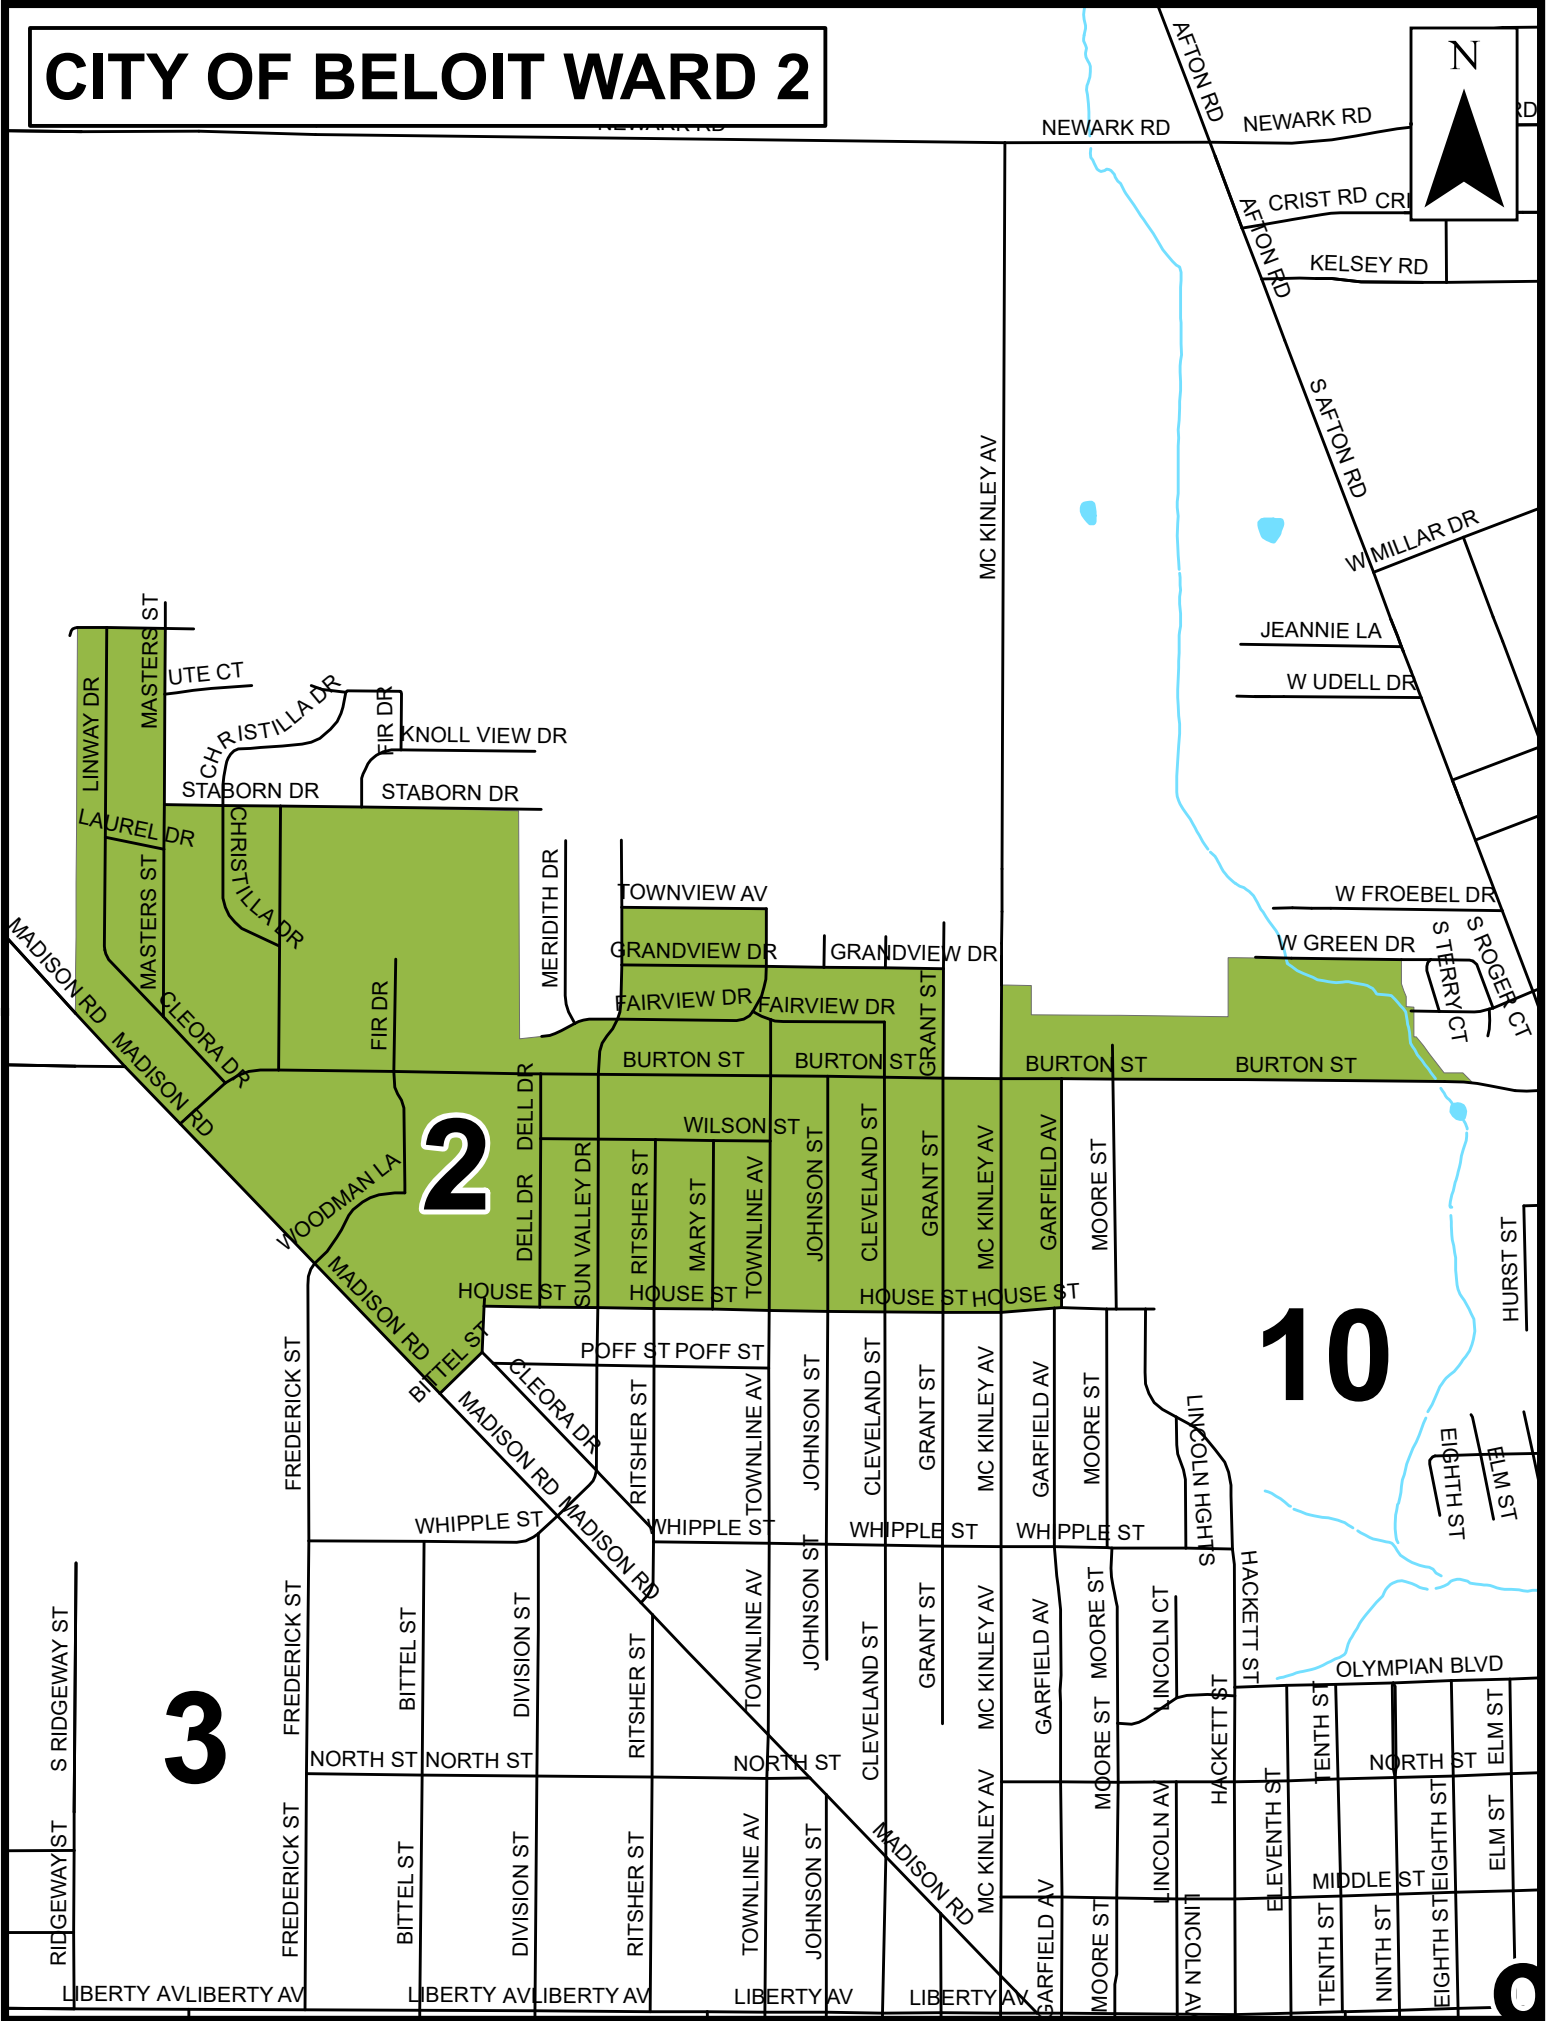 CITY OF BELOIT WARD 2
N
AFTON RD
NEWARK RD
NEWARK RD
NEWARK RD
RD
CRIST RD
CRI
AFTON RD
KELSEY RD
S AFTON RD
MC KINLEY AV
W MILLAR DR
MASTERS ST
JEANNIE LA
UTE CT
LINWAY DR
CHRISTILLA DR
FIR DR
W UDELL DR
KNOLL VIEW DR
STABORN DR
STABORN DR
LAUREL DR
CHRISTILLA DR
MASTERS ST
MERIDITH DR
TOWNVIEW AV
W FROEBEL DR
MADISON RD
GRANDVIEW DR
GRANDVIEW DR
W GREEN DR
S TERRY CT
S ROGER CT
FIR DR
FAIRVIEW DR
FAIRVIEW DR
GRANT ST
CLEORA DR
MADISON RD
BURTON ST
BURTON ST
BURTON ST
BURTON ST
DELL DR
2
WILSON ST
WOODMAN LA
DELL DR
SUN VALLEY DR
RITSHER ST
MARY ST
TOWNLINE AV
JOHNSON ST
CLEVELAND ST
GRANT ST
MC KINLEY AV
GARFIELD AV
MOORE ST
HURST ST
MADISON RD
HOUSE ST
HOUSE ST
HOUSE ST
HOUSE ST
10
BITTEL ST
POFF ST
POFF ST
FREDERICK ST
CLEORA DR
MADISON RD
RITSHER ST
TOWNLINE AV
JOHNSON ST
CLEVELAND ST
GRANT ST
MC KINLEY AV
GARFIELD AV
MOORE ST
LINCOLN HGHTS
EIGHTH ST
ELM ST
WHIPPLE ST
MADISON RD
WHIPPLE ST
WHIPPLE ST
WHIPPLE ST
HACKETT ST
S RIDGEWAY ST
FREDERICK ST
BITTEL ST
DIVISION ST
RITSHER ST
TOWNLINE AV
JOHNSON ST
CLEVELAND ST
GRANT ST
MC KINLEY AV
GARFIELD AV
MOORE ST
LINCOLN CT
OLYMPIAN BLVD
3
NORTH ST
NORTH ST
NORTH ST
MOORE ST
HACKETT ST
TENTH ST
NORTH ST
ELM ST
RIDGEWAY ST
FREDERICK ST
BITTEL ST
DIVISION ST
RITSHER ST
TOWNLINE AV
JOHNSON ST
MADISON RD
MC KINLEY AV
LINCOLN AV
ELEVENTH ST
MIDDLE ST
EIGHTH ST
ELM ST
GARFIELD AV
MOORE ST
LINCOLN AV
TENTH ST
NINTH ST
EIGHTH ST
9
LIBERTY AV
LIBERTY AV
LIBERTY AV
LIBERTY AV
LIBERTY AV
LIBERTY AV